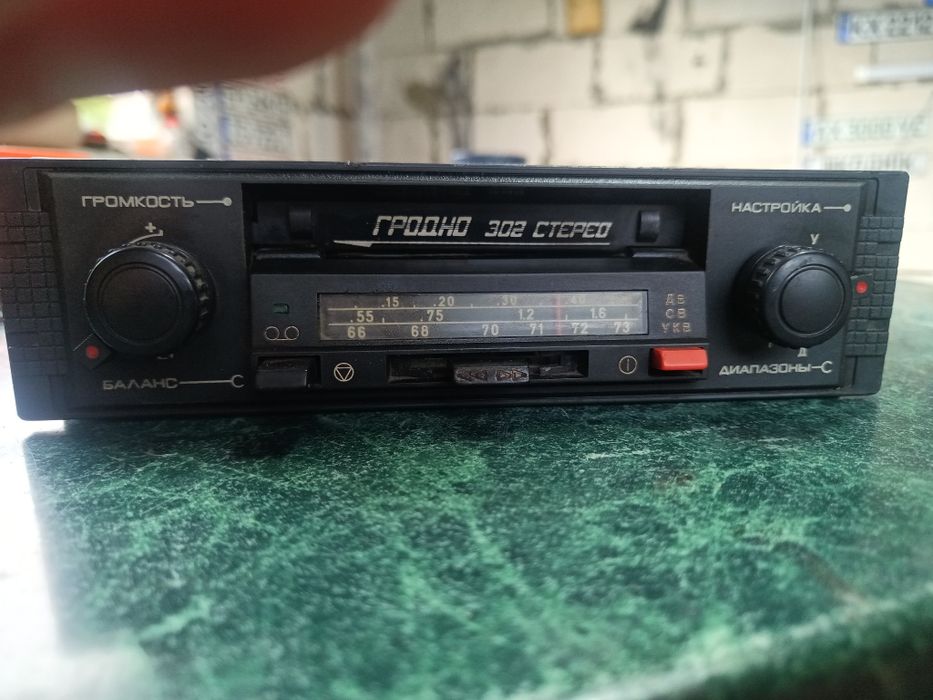 ГРОМКОСТЬ
ГРОДНО 302 СТЕРЕО
НАСТРОЙКА
+
У
.15 .20 .30 40
.55 .75 1.2 1.6
66 68 70 71 72 73
ДВ
СВ
УКВ
Д
БАЛАНС
ДИАПАЗОНЫ